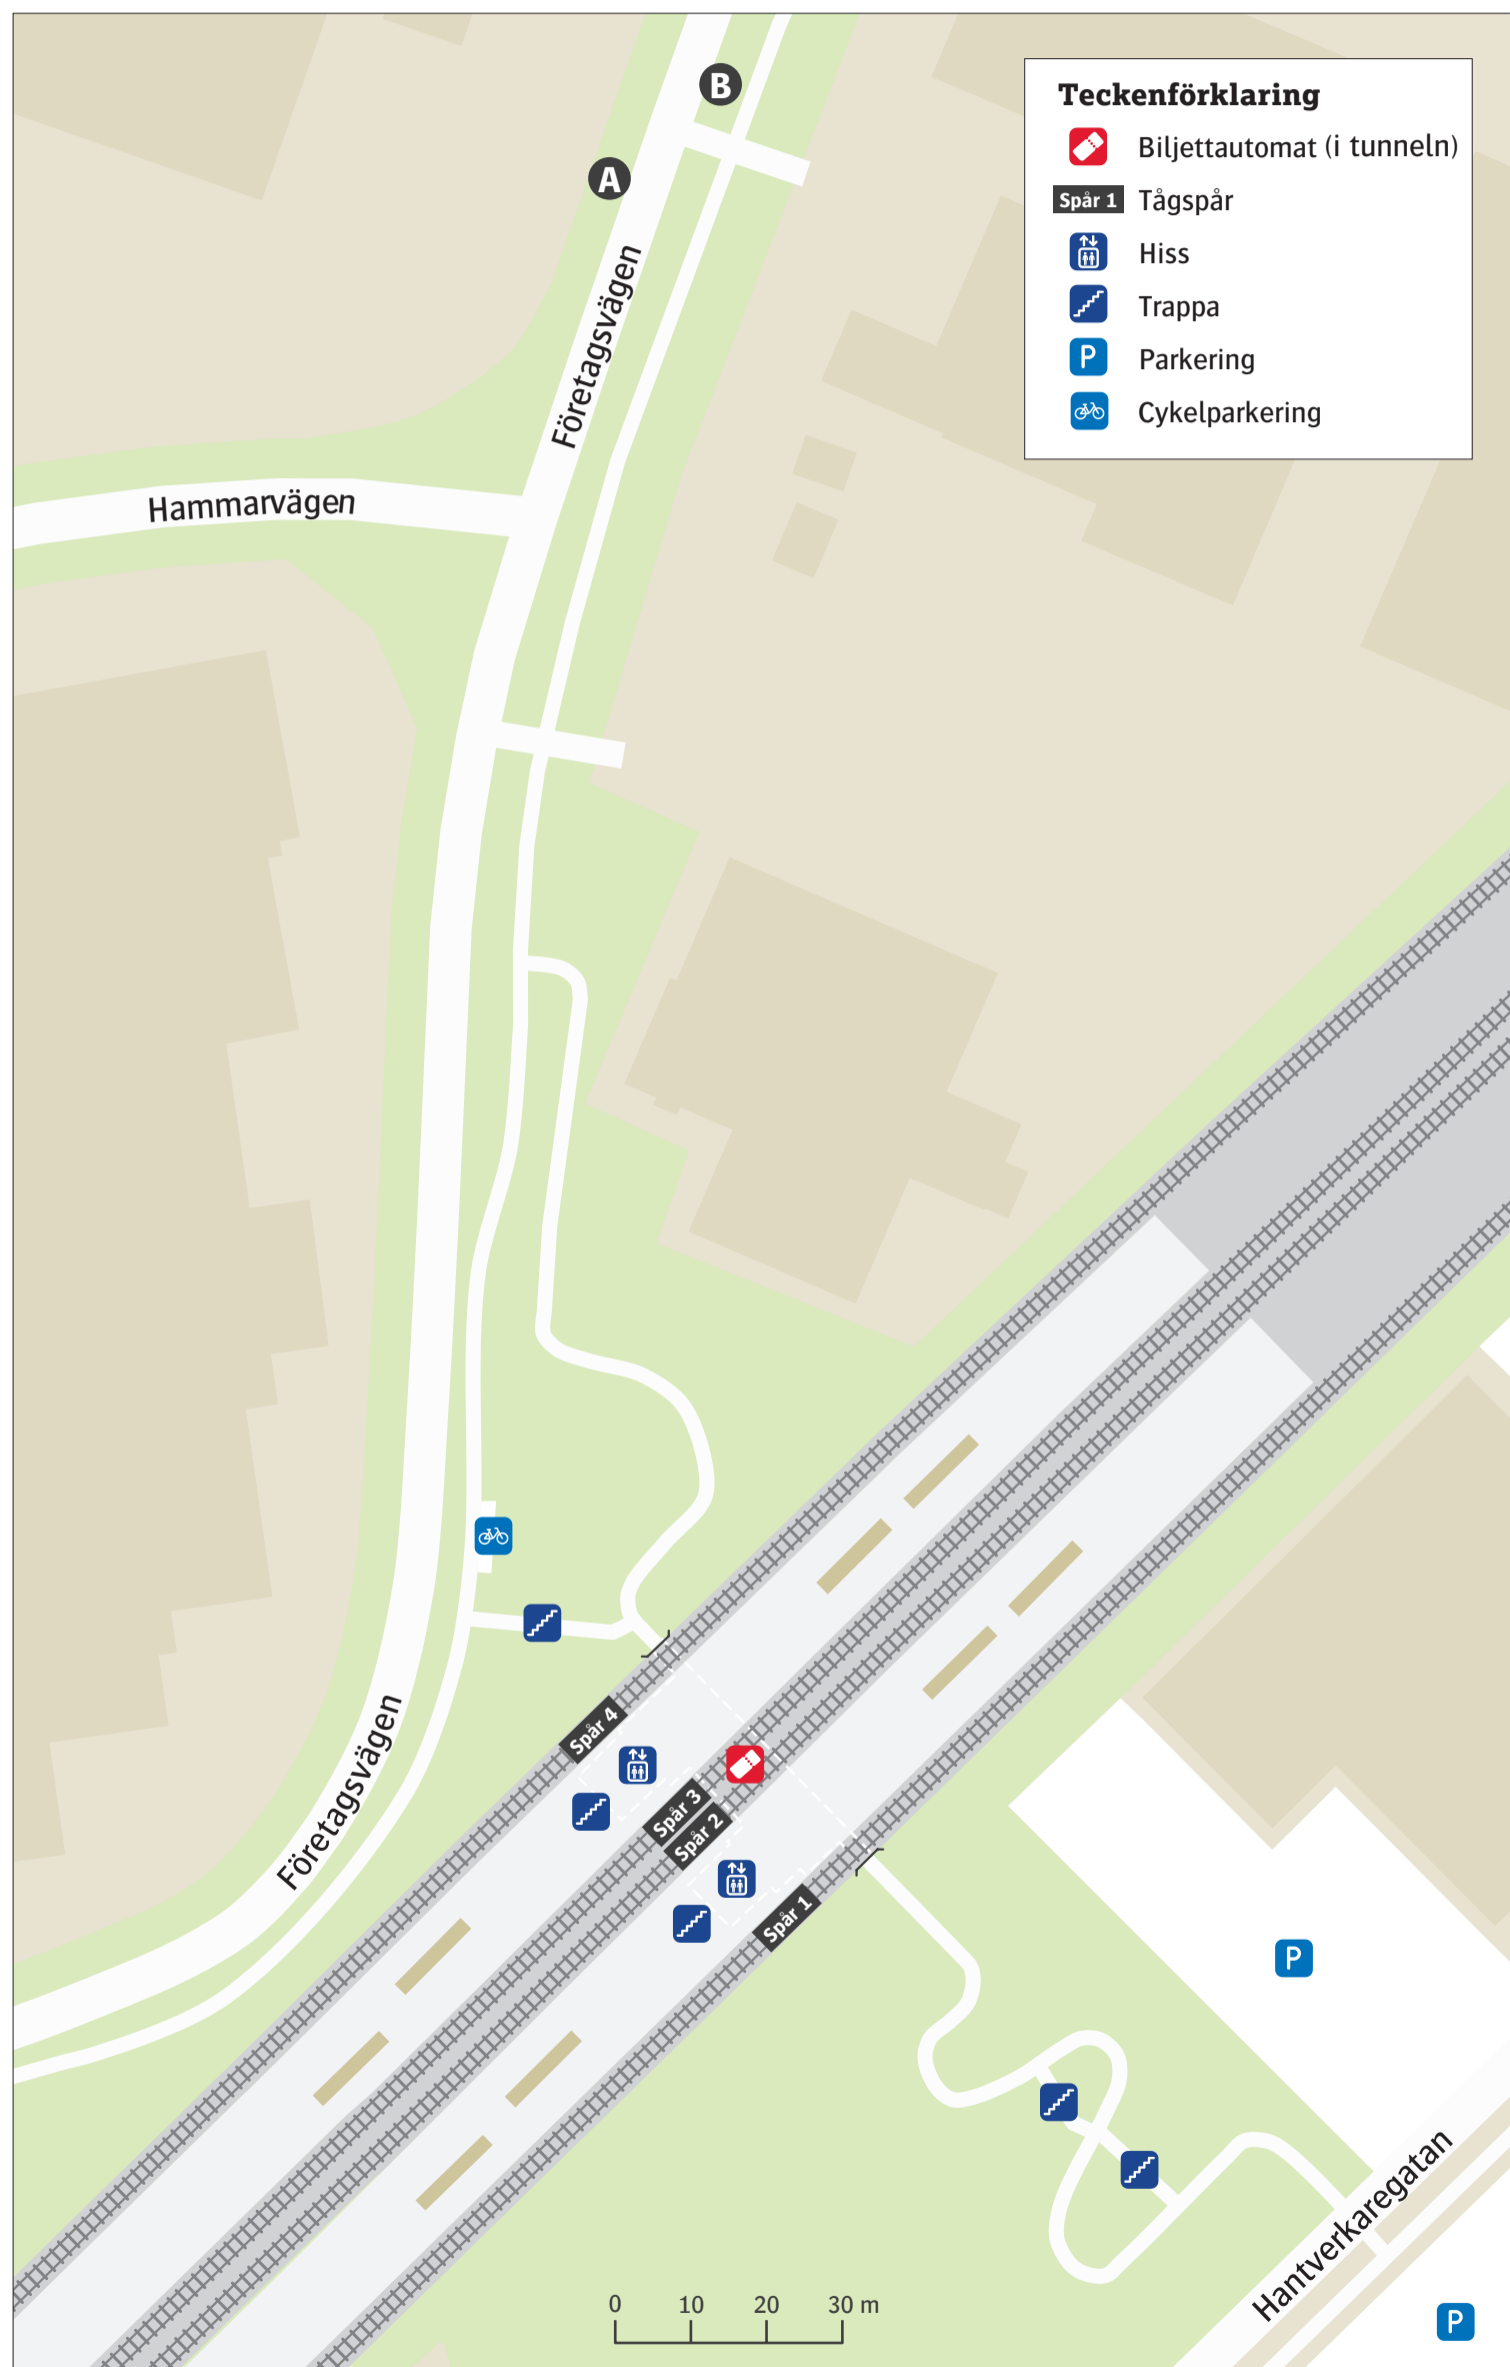 B
A
Teckenförklaring
Biljettautomat (i tunneln)
Spår 1 Tågspår
Hiss
Trappa
P Parkering
Cykelparkering
Företagsvägen
Hammarvägen
Företagsvägen
Spår 4
Spår 3
Spår 2
Spår 1
P
Hantverkaregatan
P
0 10 20 30 m